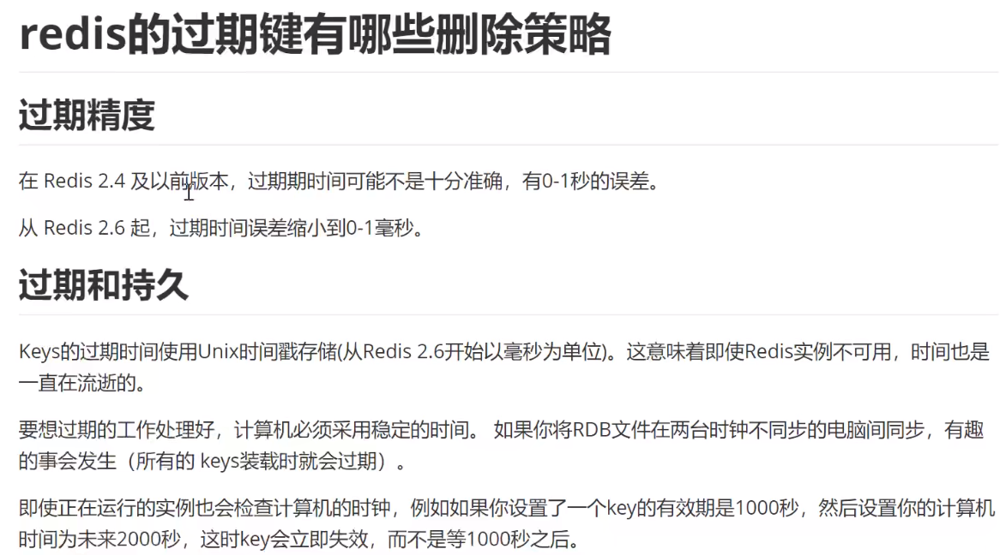 redis的过期键有哪些删除策略
过期精度
在 Redis 2.4 及以前版本，过期期时间可能不是十分准确，有0-1秒的误差。
从 Redis 2.6 起，过期时间误差缩小到0-1毫秒。
过期和持久
Keys的过期时间使用Unix时间戳存储(从Redis 2.6开始以毫秒为单位)。这意味着即使Redis实例不可用，时间也是
一直在流逝的。
要想过期的工作处理好，计算机必须采用稳定的时间。 如果你将RDB文件在两台时钟不同步的电脑间同步，有趣
的事会发生（所有的 keys装载时就会过期）。
即使正在运行的实例也会检查计算机的时钟，例如如果你设置了一个key的有效期是1000秒，然后设置你的计算机
时间为未来2000秒，这时key会立即失效，而不是等1000秒之后。